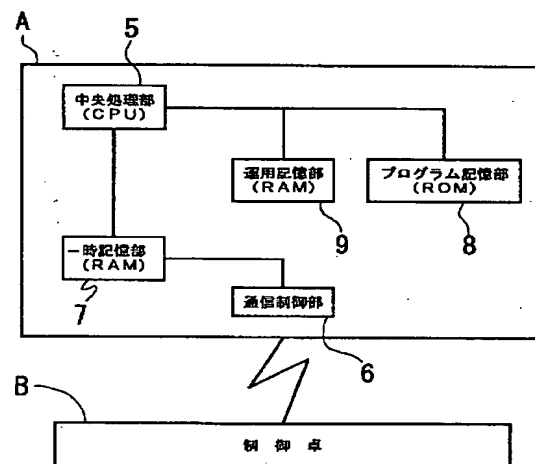 A
5
中央処理部
(CPU)
運用記憶部
(RAM)
プログラム記憶部
(ROM)
9
8
一時記憶部
(RAM)
7
通信制御部
6
B
制御卓